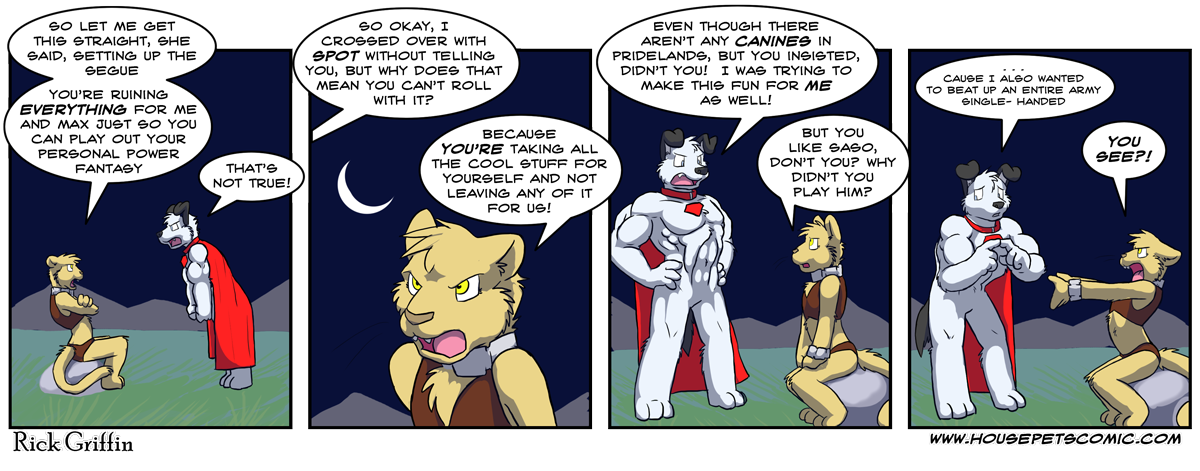 SO LET ME GET
THIS STRAIGHT, SHE
SAID, SETTING UP THE
SEGUE
YOU'RE RUINING
EVERYTHING FOR ME
AND MAX JUST SO YOU
CAN PLAY OUT YOUR
PERSONAL POWER
FANTASY
THAT'S
NOT TRUE!
SO OKAY, I
CROSSED OVER WITH
SPOT WITHOUT TELLING
YOU, BUT WHY DOES THAT
MEAN YOU CAN'T ROLL
WITH IT?
BECAUSE
YOU'RE TAKING ALL
THE COOL STUFF FOR
YOURSELF AND NOT
LEAVING ANY OF IT
FOR US!
EVEN THOUGH THERE
AREN'T ANY CANINES IN
PRIDELANDS, BUT YOU INSISTED,
DIDN'T YOU! I WAS TRYING TO
MAKE THIS FUN FOR ME
AS WELL!
BUT YOU
LIKE SASO,
DON'T YOU? WHY
DIDN'T YOU
PLAY HIM?
. . .
CAUSE I ALSO WANTED
TO BEAT UP AN ENTIRE ARMY
SINGLE- HANDED
YOU
SEE?!
Rick Griffin
WWW.HOUSEPETSCOMIC.COM